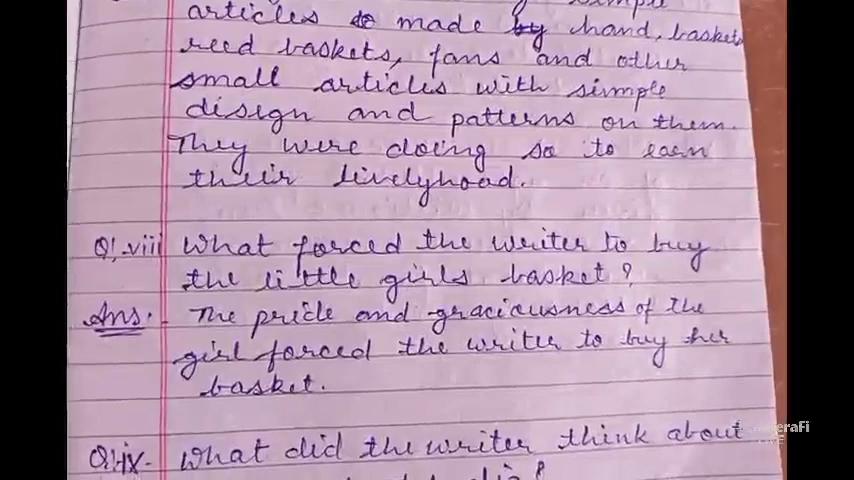 simple
articles made by hand, basket
reed baskets, fans and other
small articles with simple
disign and patterns on them.
They were doing so to earn
their livelyhood.
Q!.viii What forced the writer to buy
the little girls basket?
Ans:- The pride and graciousness of the
girl forced the writer to buy her
basket.
Q!.ix- What did the writer think about